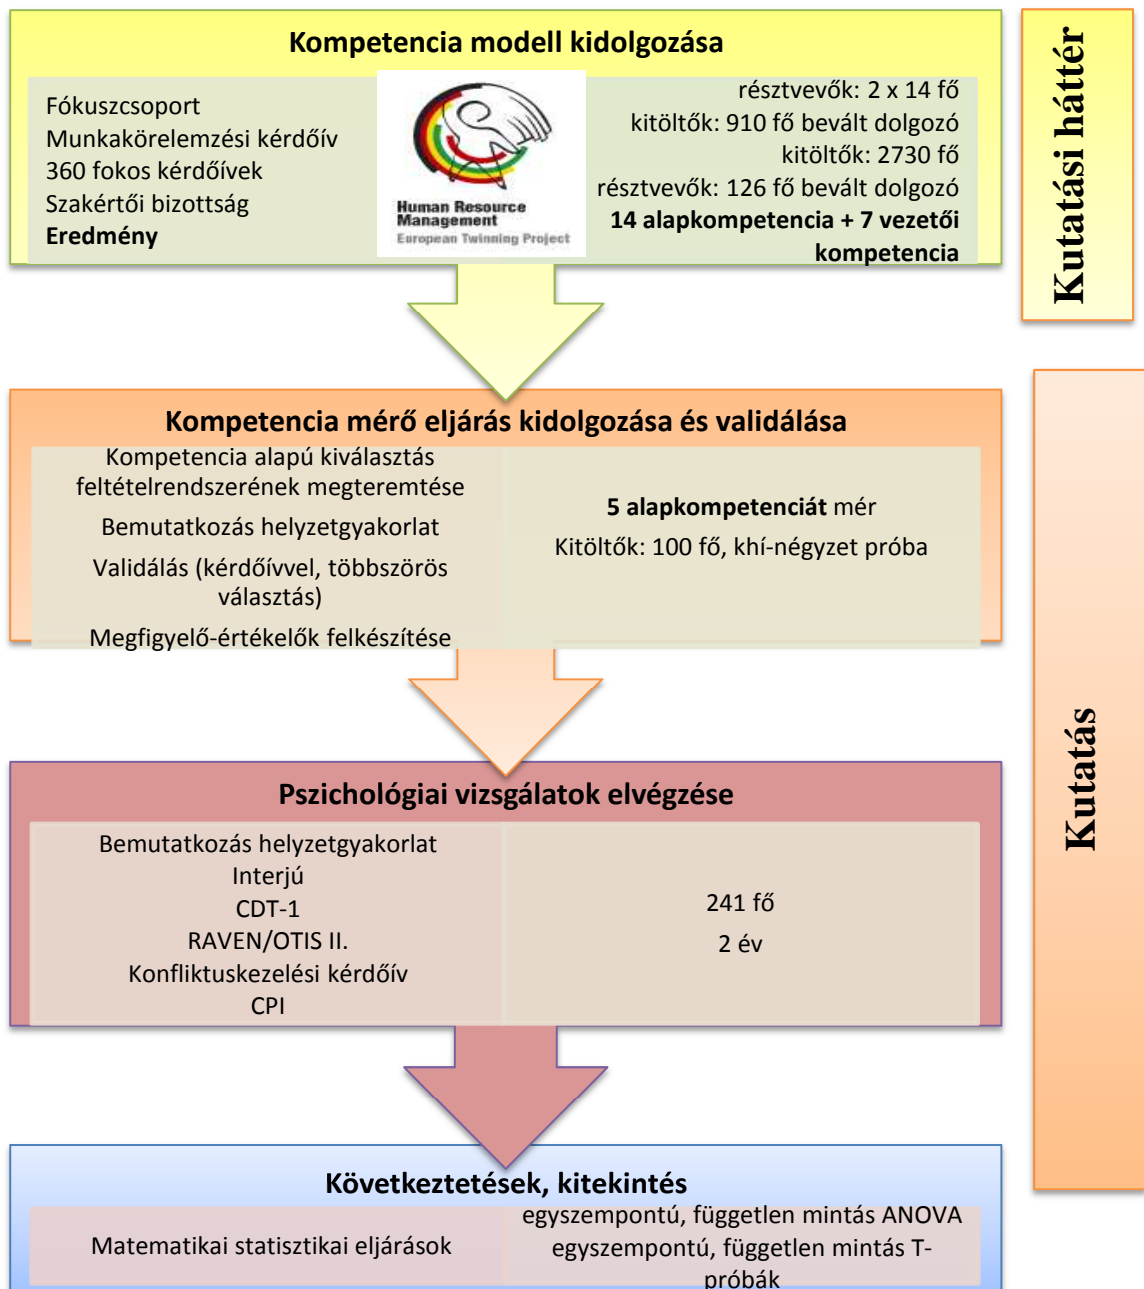 Kompetencia modell kidolgozása
Fókuszcsoport
Munkakörelemzési kérdőív
360 fokos kérdőívek
Szakértői bizottság
Eredmény
Human Resource
Management
European Twinning Project
résztvevők: 2 x 14 fő
kitöltők: 910 fő bevált dolgozó
kitöltők: 2730 fő
résztvevők: 126 fő bevált dolgozó
14 alapkompetencia + 7 vezetői
kompetencia
Kutatási háttér
Kompetencia mérő eljárás kidolgozása és validálása
Kompetencia alapú kiválasztás
feltételrendszerének megteremtése
Bemutatkozás helyzetgyakorlat
Validálás (kérdőívvel, többszörös
választás)
Megfigyelő-értékelők felkészítése
5 alapkompetenciát mér
Kitöltők: 100 fő, khí-négyzet próba
Kutatás
Pszichológiai vizsgálatok elvégzése
Bemutatkozás helyzetgyakorlat
Interjú
CDT-1
RAVEN/OTIS II.
Konfliktuskezelési kérdőív
CPI
241 fő
2 év
Következtetések, kitekintés
Matematikai statisztikai eljárások
egyszempontú, független mintás ANOVA
egyszempontú, független mintás T-
próbák